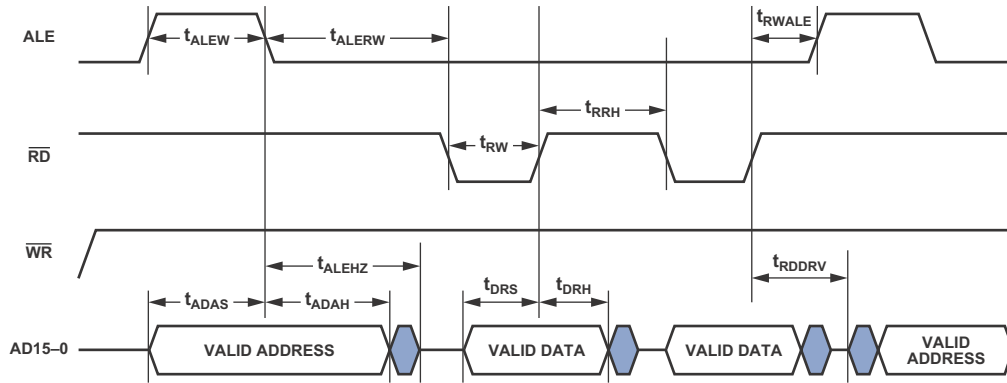 ALE
tALEW
tALERW
tRWALE
RD
tRW
tRRH
WR
tALEHZ
tRDDRV
tADAS
tADAH
tDRS
tDRH
AD15–0
VALID ADDRESS
VALID DATA
VALID DATA
VALID
ADDRESS